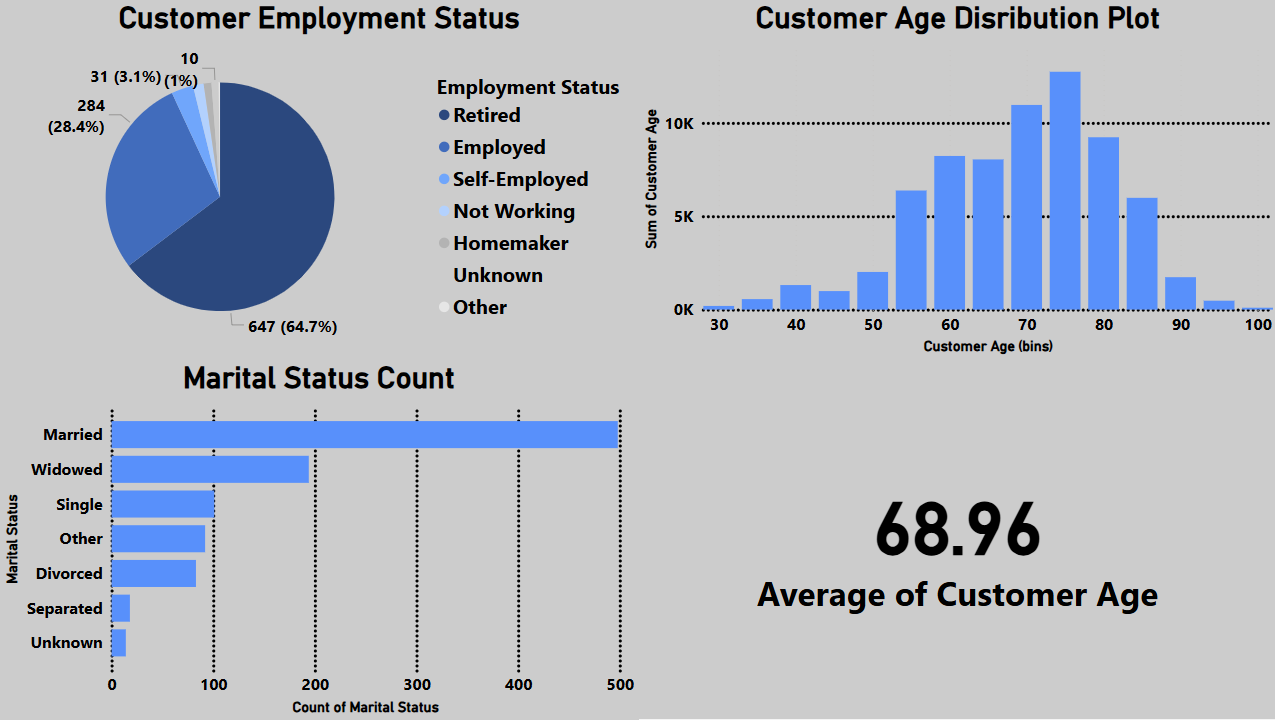 Customer Employment Status
10
31 (3.1%) (1%)
284
(28.4%)
647 (64.7%)
Employment Status
Retired
Employed
Self-Employed
Not Working
Homemaker
Unknown
Other
Customer Age Disribution Plot
Sum of Customer Age
10K
5K
0K
30 40 50 60 70 80 90 100
Customer Age (bins)
Marital Status Count
Marital Status
Married
Widowed
Single
Other
Divorced
Separated
Unknown
0 100 200 300 400 500
Count of Marital Status
68.96
Average of Customer Age